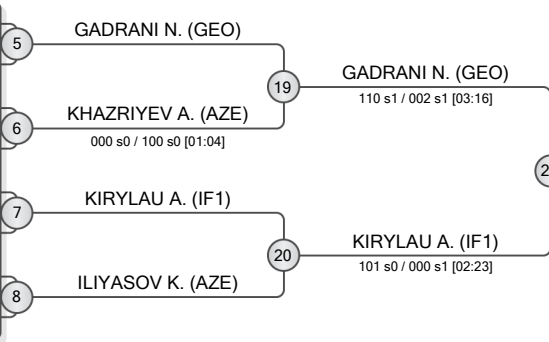 5
GADRANI N. (GEO)
19
GADRANI N. (GEO)
110 s1 / 002 s1 [03:16]
6
KHAZRIYEV A. (AZE)
000 s0 / 100 s0 [01:04]
7
KIRYLAU A. (IF1)
20
KIRYLAU A. (IF1)
101 s0 / 000 s1 [02:23]
8
ILIYASOV K. (AZE)